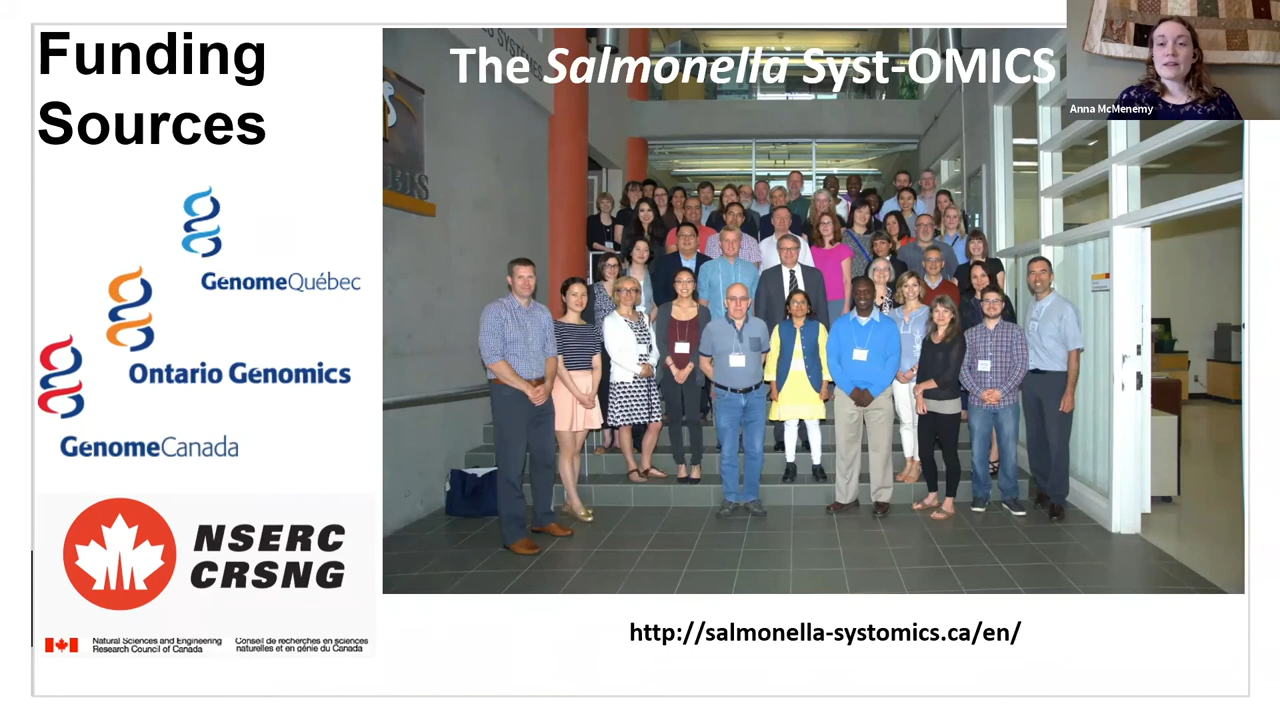 Funding
Sources
The Salmonella Syst-OMICS
Anna McMenemy
GenomeQuébec
Ontario Genomics
GenomeCanada
NSERC
CRSNG
Natural Sciences and Engineering
Research Council of Canada
Conseil de recherches en sciences
naturelles et en génie du Canada
http://salmonella-systomics.ca/en/